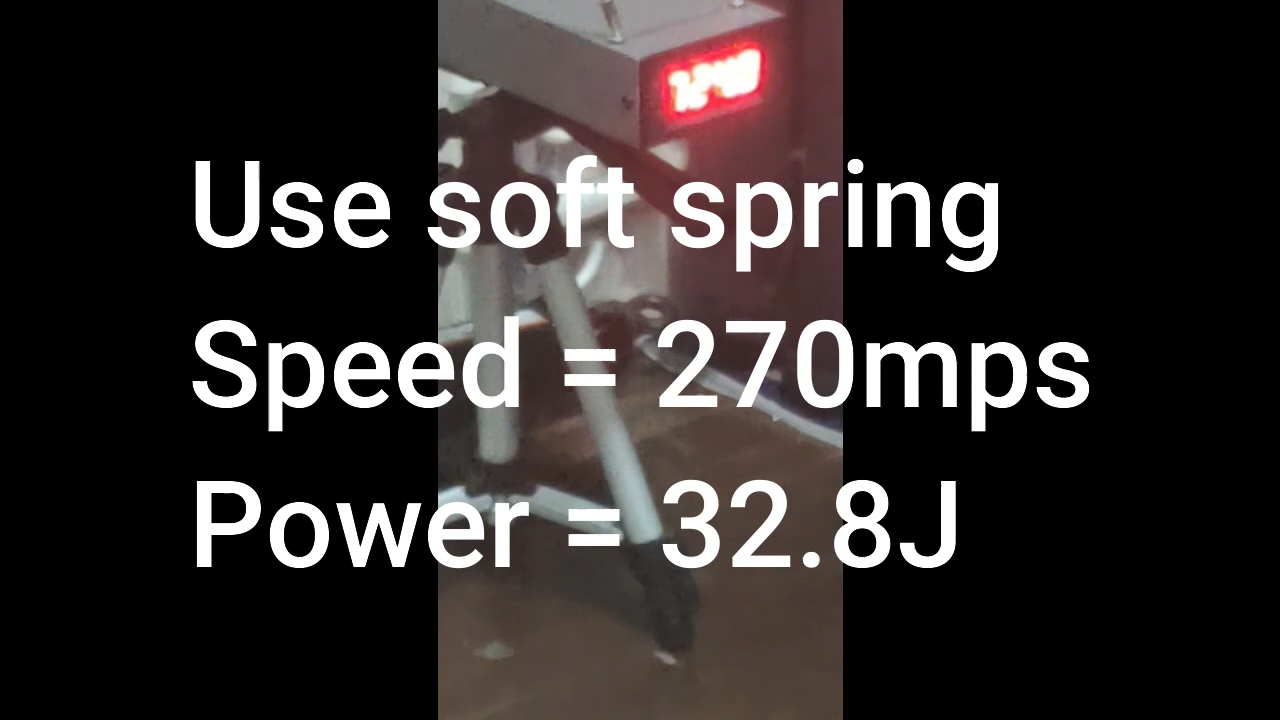 Use soft spring
Speed = 270mps
Power = 32.8J